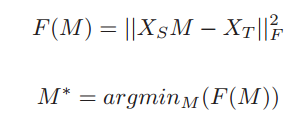 F(M) = ||X_S M − X_T||_F^2
M* = argmin_M(F(M))